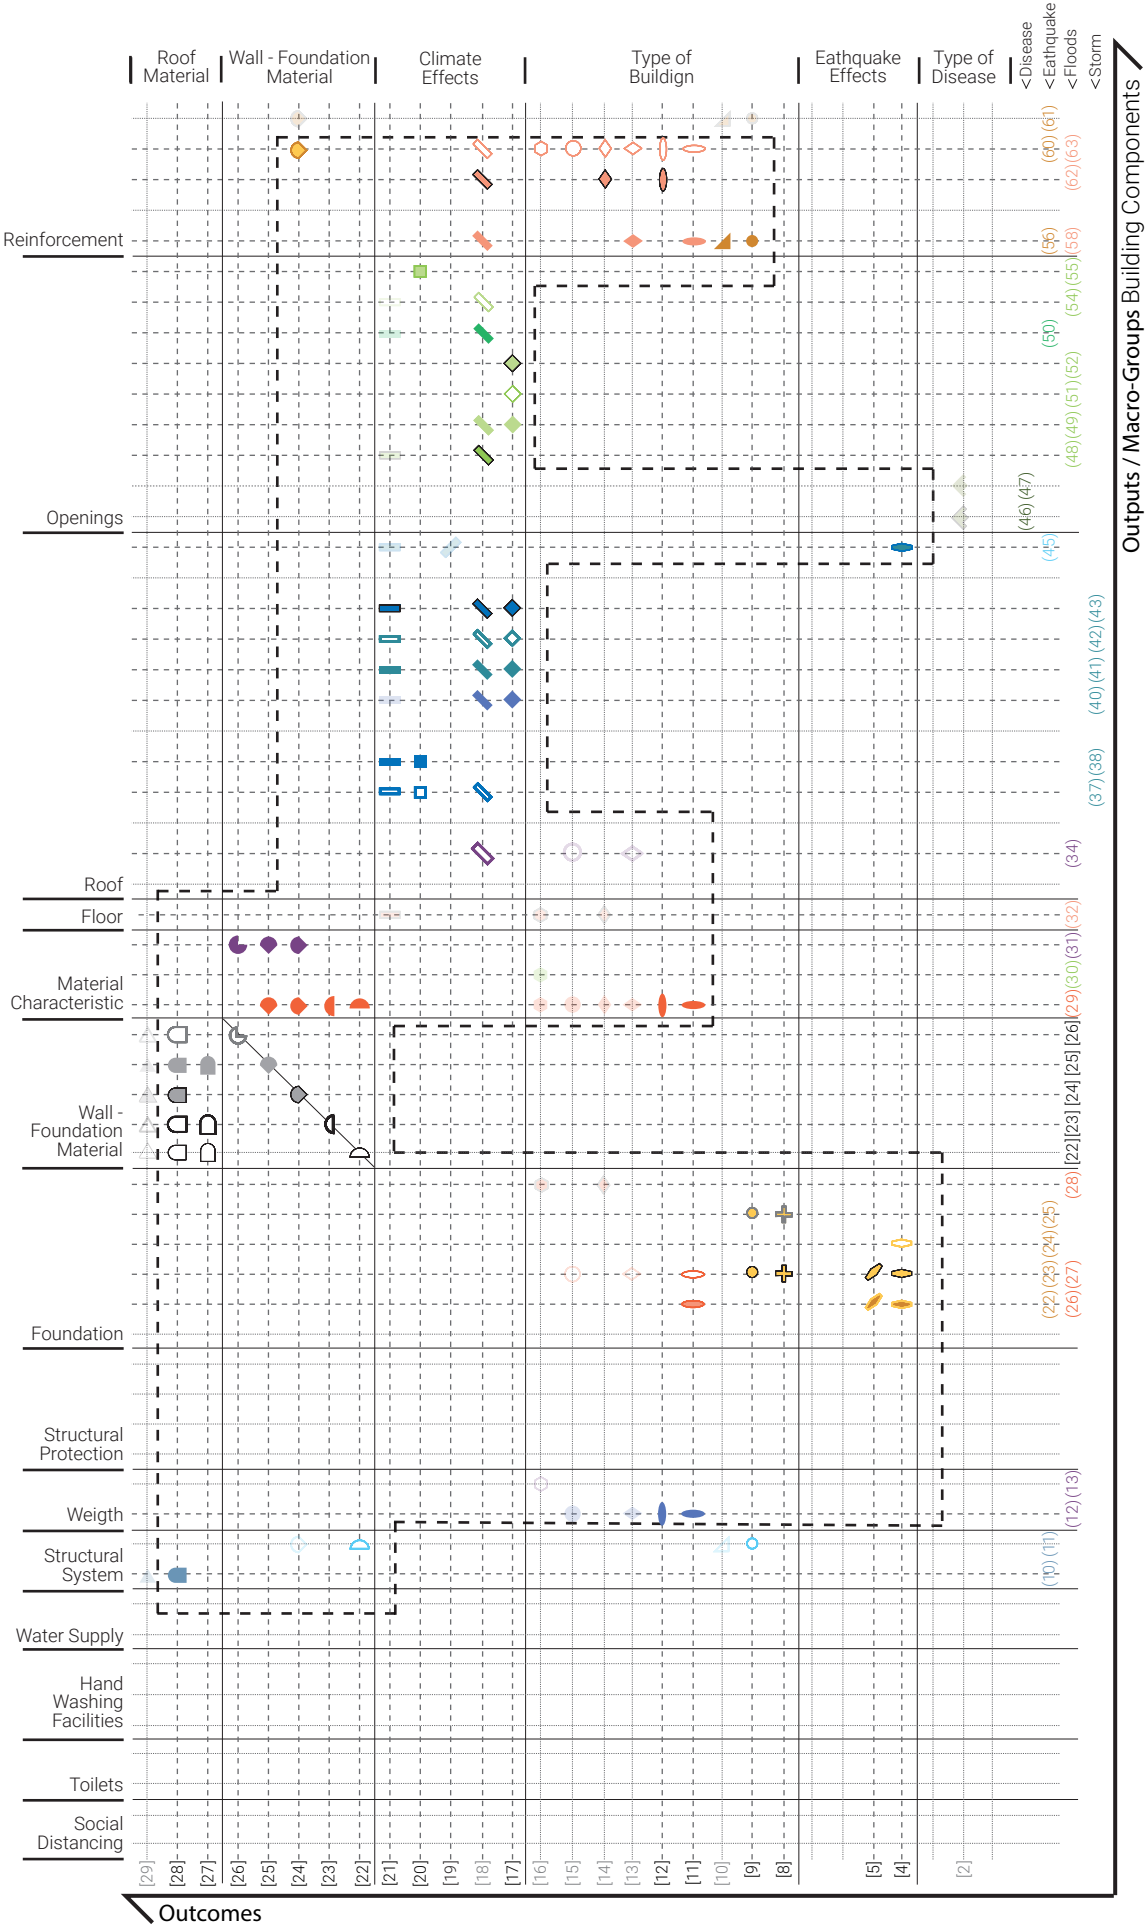 Roof
Material
Wall - Foundation
Material
Climate
Effects
Type of
Buildign
Eathquake
Effects
Type of
Disease
<Disease
<Eathquake
<Floods
<Storm
Outputs / Macro-Groups Building Components
(60) (61)
(62) (63)
Reinforcement
(56)
(58)
(54) (55)
(50)
(48) (49) (51) (52)
(46) (47)
Openings
(45)
(40) (41) (42) (43)
(37) (38)
(34)
Roof
Floor
(32)
(31)
(30)
Material
Characteristic
(29)
[22] [23] [24] [25] [26]
Wall -
Foundation
Material
(28)
(22) (23) (24) (25)
(26) (27)
Foundation
Structural
Protection
Weigth
(12) (13)
Structural
System
(10) (11)
Water Supply
Hand
Washing
Facilities
Toilets
Social
Distancing
[29] [28] [27] [26] [25] [24] [23] [22] [21] [20] [19] [18] [17] [16] [15] [14] [13] [12] [11] [10] [9] [8] [5] [4] [2]
Outcomes